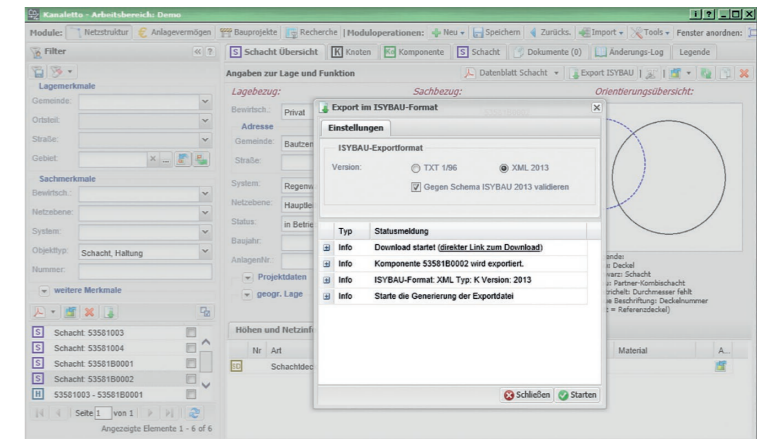 Kanaletto - Arbeitsbereich: Demo
Module: Netzstruktur Anlagevermögen Bauprojekte Recherche |Moduloperationen: Neu Speichern Zurücks. Import Tools Fenster anordnen:
Filter
Lagemerkmale
Gemeinde:
Ortsteil:
Straße:
Gebiet:
Sachmerkmale
Bewirtsch.:
Netzebene:
System:
Objekttyp: Schacht, Haltung
Nummer:
weitere Merkmale
S Schacht 53581003
S Schacht 53581004
S Schacht 53581B0001
S Schacht 53581B0002
H 53581003 - 53581B0001
Seite 1 von 1
Angezeigte Elemente 1 - 6 of 6
S Schacht Übersicht K Knoten Komponente S Schacht Dokumente (0) Änderungs-Log Legende
Angaben zur Lage und Funktion Datenblatt Schacht Export ISYBAU
Lagebezug: Sachbezug: Orientierungsübersicht:
Bewirtsch.: Privat
Adresse
Gemeinde: Bautzen
Straße:
System: Regenw
Netzebene: Hauptle
Status: in Betrie
Baujahr:
AnlagenNr.:
Projektdaten
geogr. Lage
Höhen und Netzinf
Nr Art
Schachtdec
Export im ISYBAU-Format
Einstellungen
ISYBAU-Exportformat
Version: TXT 1/96 XML 2013
Gegen Schema ISYBAU 2013 validieren
Typ Statusmeldung
Info Download startet (direkter Link zum Download)
Info Komponente 53581B0002 wird exportiert.
Info ISYBAU-Format: XML Typ: K Version: 2013
Info Starte die Generierung der Exportdatei
Schließen Starten
ende:
Deckel
warz: Schacht
Partner-Kombischacht
richelt: Durchmesser fehlt
e Beschriftung: Deckelnummer
= Referenzdeckel)
Material A...